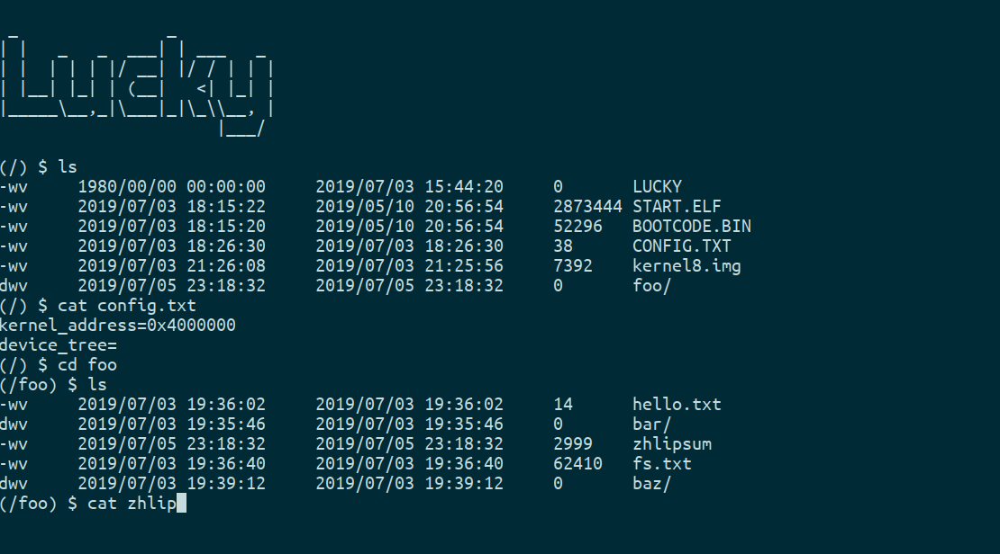 _                _
| |   _   _  ___| | ___   _
| |  | | | |/ __| |/ / | | |
| |__| |_| | (__|   <| |_| |
|_____\__,_|\___|_|\_\\__, |
                      |___/
(/) $ ls
-wv     1980/00/00 00:00:00     2019/07/03 15:44:20     0       LUCKY
-wv     2019/07/03 18:15:22     2019/05/10 20:56:54     2873444 START.ELF
-wv     2019/07/03 18:15:20     2019/05/10 20:56:54     52296   BOOTCODE.BIN
-wv     2019/07/03 18:26:30     2019/07/03 18:26:30     38      CONFIG.TXT
-wv     2019/07/03 21:26:08     2019/07/03 21:25:56     7392    kernel8.img
dwv     2019/07/05 23:18:32     2019/07/05 23:18:32     0       foo/
(/) $ cat config.txt
kernel_address=0x4000000
device_tree=
(/) $ cd foo
(/foo) $ ls
-wv     2019/07/03 19:36:02     2019/07/03 19:36:02     14      hello.txt
dwv     2019/07/03 19:35:46     2019/07/03 19:35:46     0       bar/
-wv     2019/07/05 23:18:32     2019/07/05 23:18:32     2999    zhlipsum
-wv     2019/07/03 19:36:40     2019/07/03 19:36:40     62410   fs.txt
dwv     2019/07/03 19:39:12     2019/07/03 19:39:12     0       baz/
(/foo) $ cat zhlip